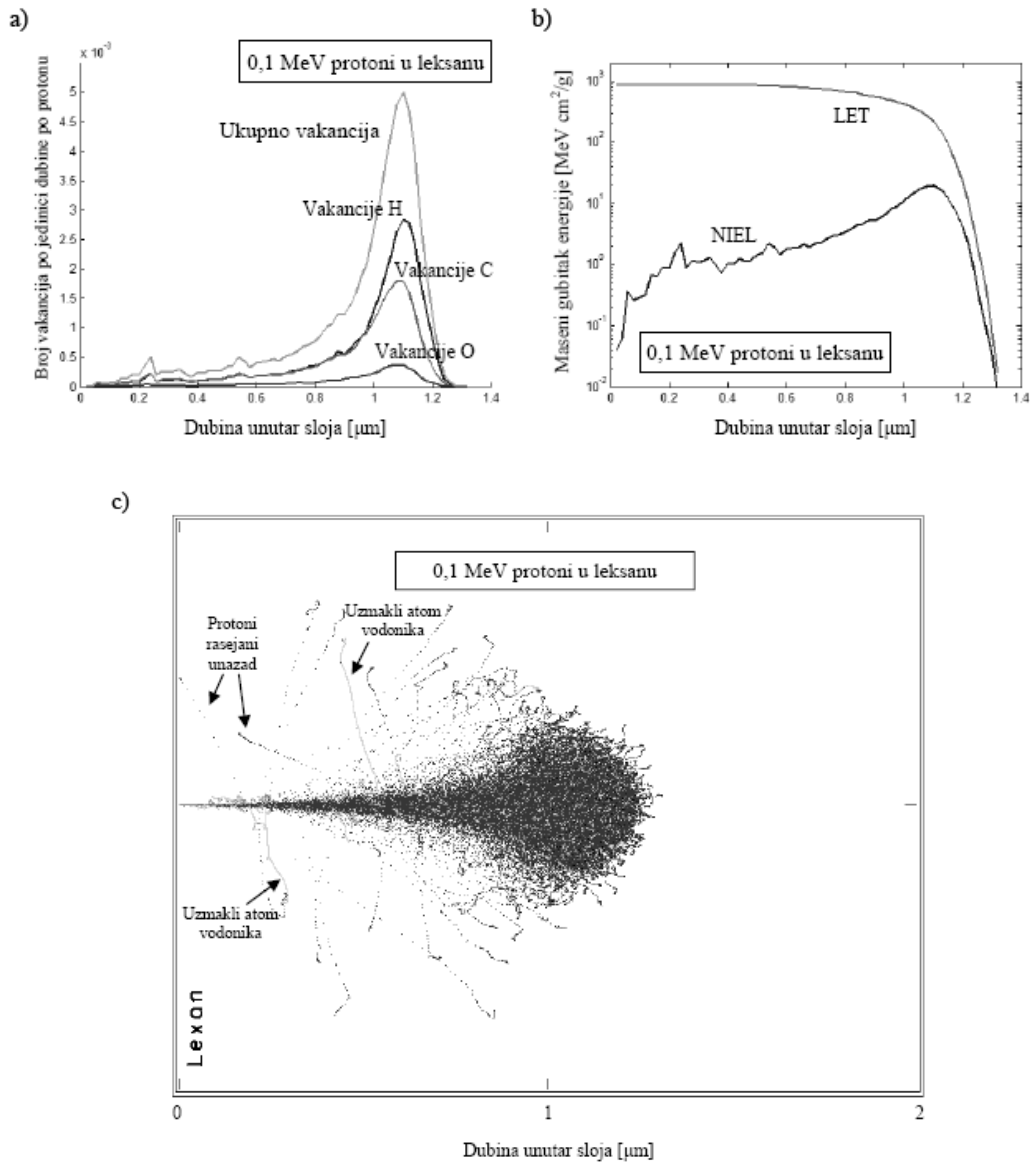 a)
x 10⁻³
0,1 MeV protoni u leksanu
Broj vakancija po jedinici dubine po protonu
5
4.5
4
3.5
3
2.5
2
1.5
1
0.5
0
Ukupno vakancija
Vakancije H
Vakancije C
Vakancije O
0 0.2 0.4 0.6 0.8 1 1.2 1.4
Dubina unutar sloja [μm]
b)
Maseni gubitak energije [MeV cm²/g]
10³
10²
10¹
10⁰
10⁻¹
10⁻²
LET
NIEL
0,1 MeV protoni u leksanu
0 0.2 0.4 0.6 0.8 1 1.2 1.4
Dubina unutar sloja [μm]
c)
0,1 MeV protoni u leksanu
Protoni
rasejani
unazad
Uzmakli atom
vodonika
Uzmakli atom
vodonika
Lexan
0 1 2
Dubina unutar sloja [μm]